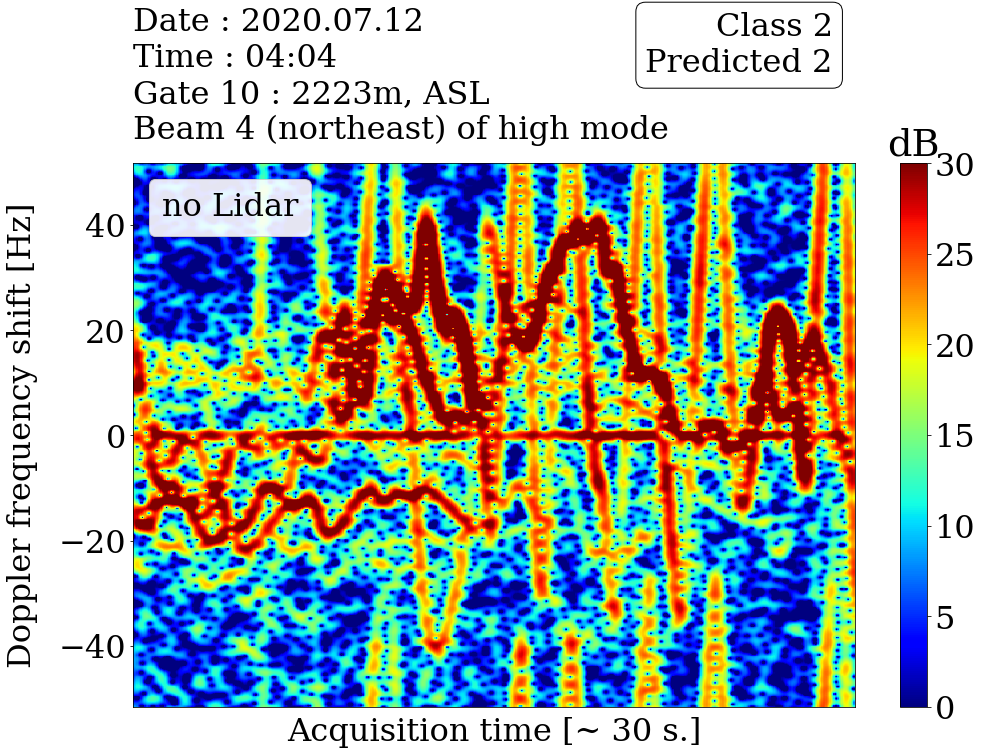 Date : 2020.07.12
Time : 04:04
Gate 10 : 2223m, ASL
Beam 4 (northeast) of high mode
Class 2
Predicted 2
dB
no Lidar
Doppler frequency shift [Hz]
40
20
0
−20
−40
Acquisition time [~ 30 s.]
30
25
20
15
10
5
0